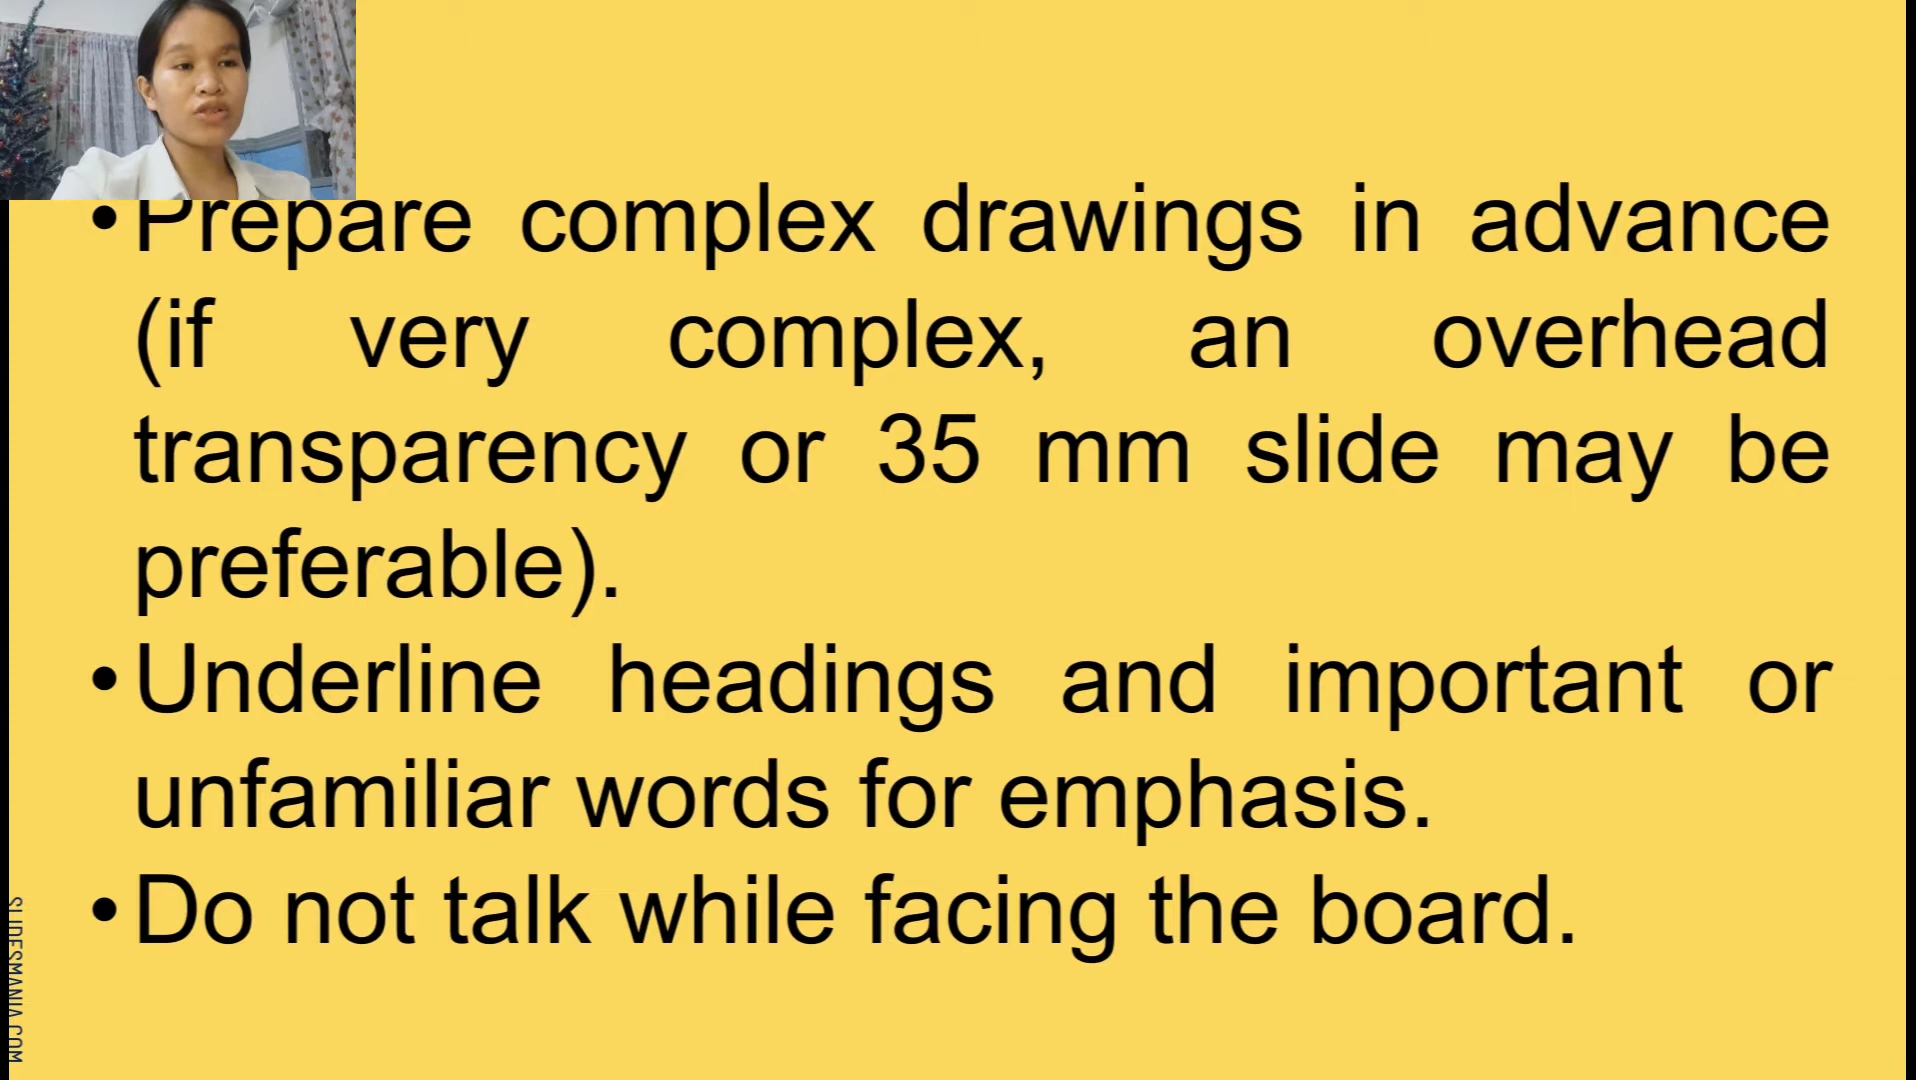 • Prepare complex drawings in advance
(if very complex, an overhead
transparency or 35 mm slide may be
preferable).
• Underline headings and important or
unfamiliar words for emphasis.
• Do not talk while facing the board.
SLIDESMANIA.COM